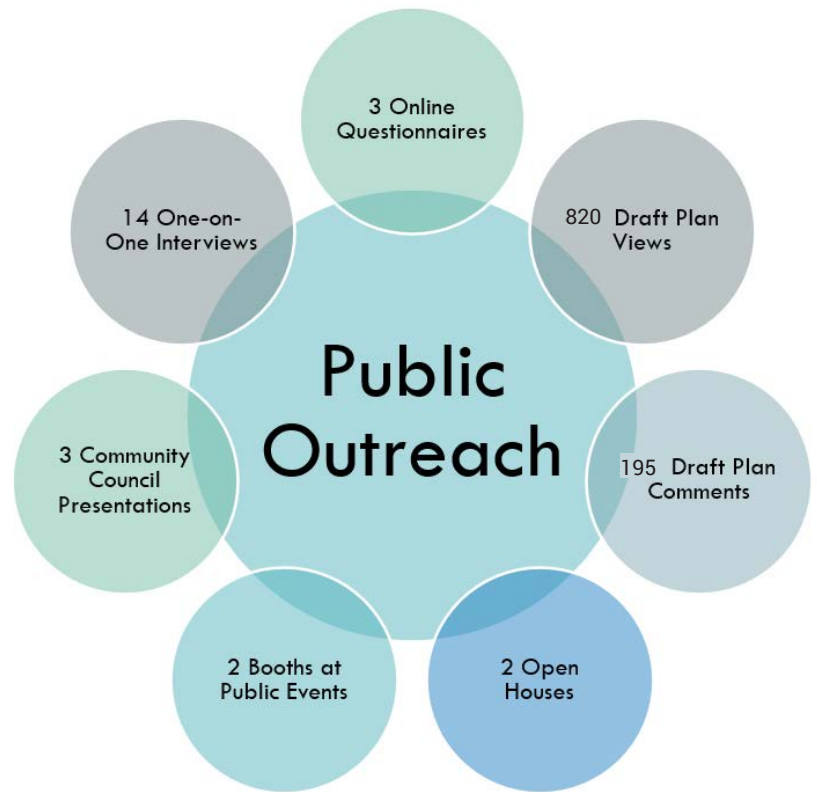 3 Online
Questionnaires
820 Draft Plan
Views
195 Draft Plan
Comments
2 Open
Houses
2 Booths at
Public Events
3 Community
Council
Presentations
14 One-on-
One Interviews
Public
Outreach